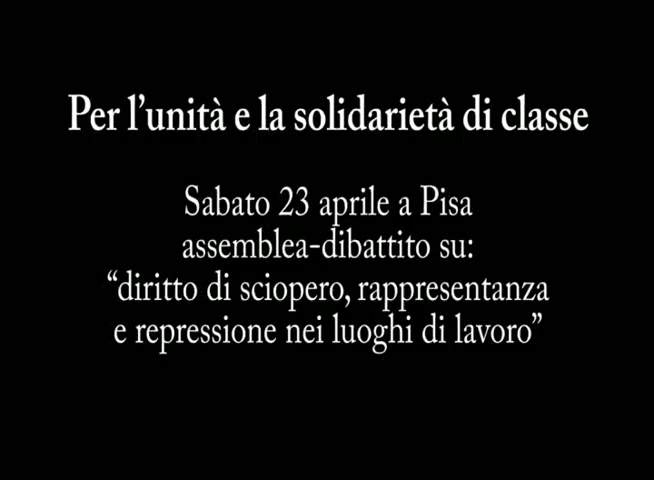 Per l’unità e la solidarietà di classe
Sabato 23 aprile a Pisa
assemblea-dibattito su:
“diritto di sciopero, rappresentanza
e repressione nei luoghi di lavoro”